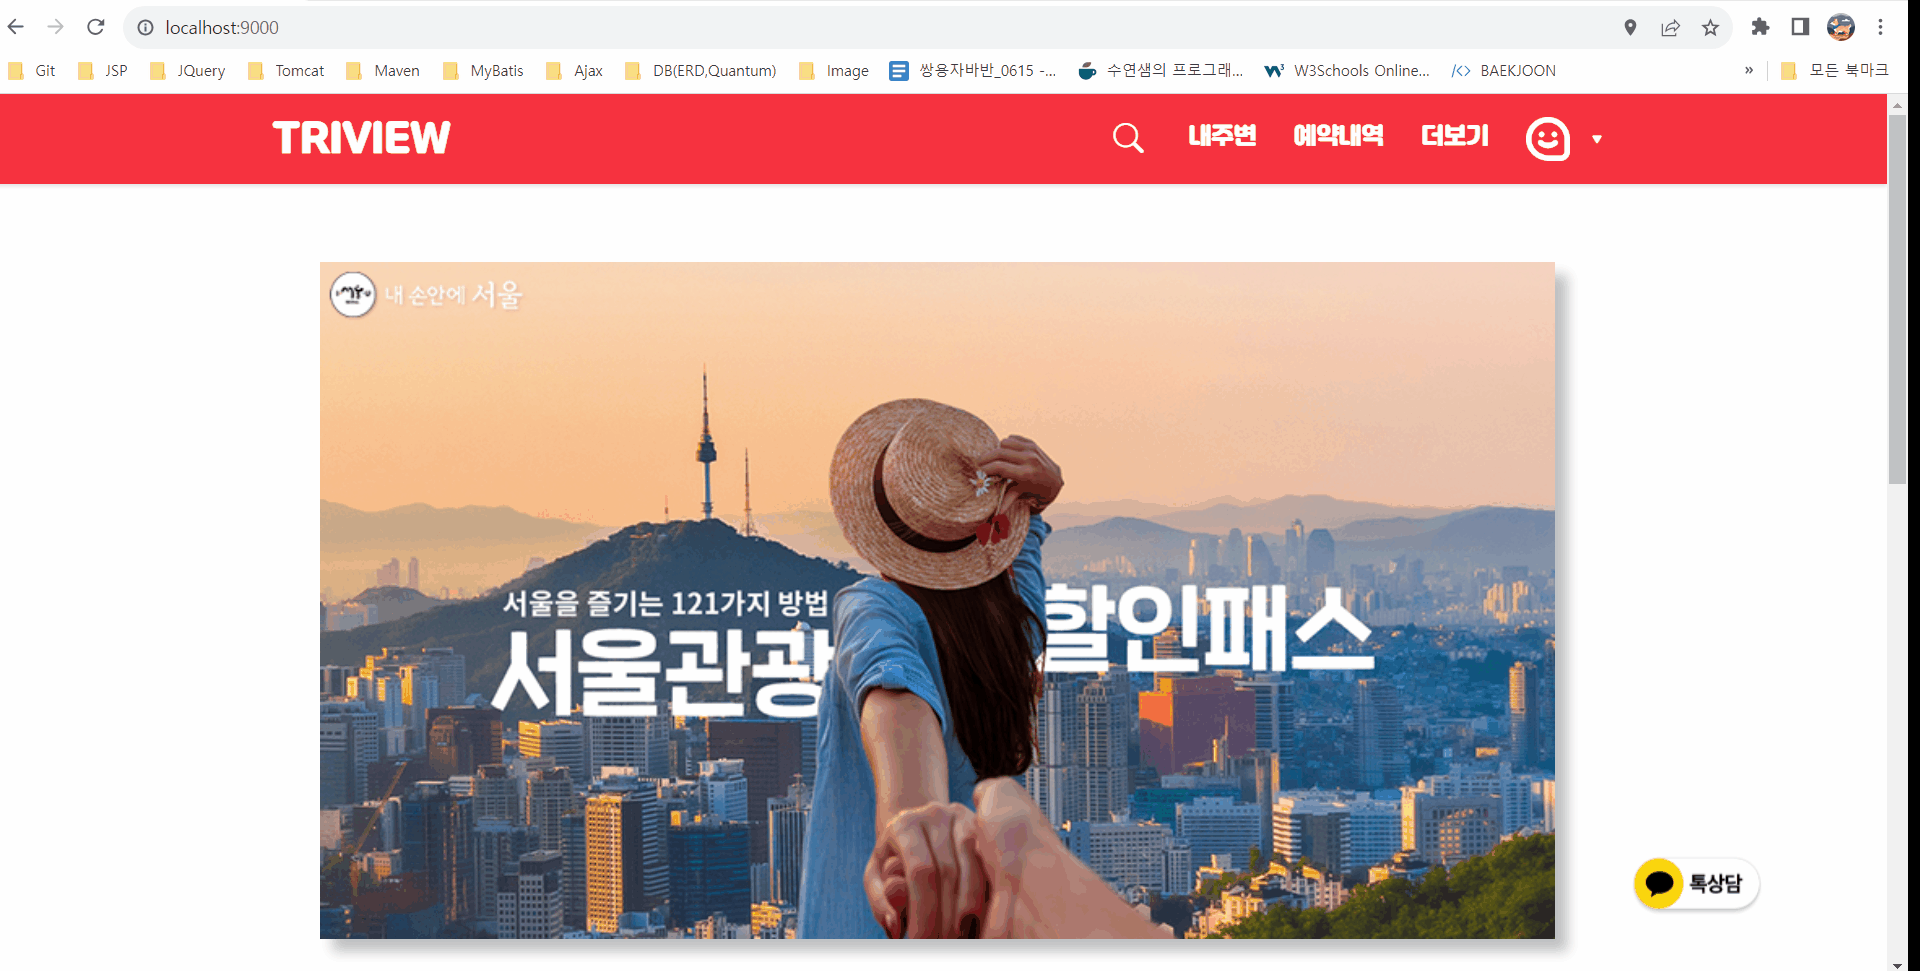 localhost:9000
Git JSP JQuery Tomcat Maven MyBatis Ajax DB(ERD,Quantum) Image 쌍용자바반_0615 -... 수연샘의 프로그래... W3Schools Online... BAEKJOON » 모든 북마크
TRIVIEW 내주변 예약내역 더보기
내 손안에 서울
서울을 즐기는 121가지 방법
서울관광 할인패스
톡상담